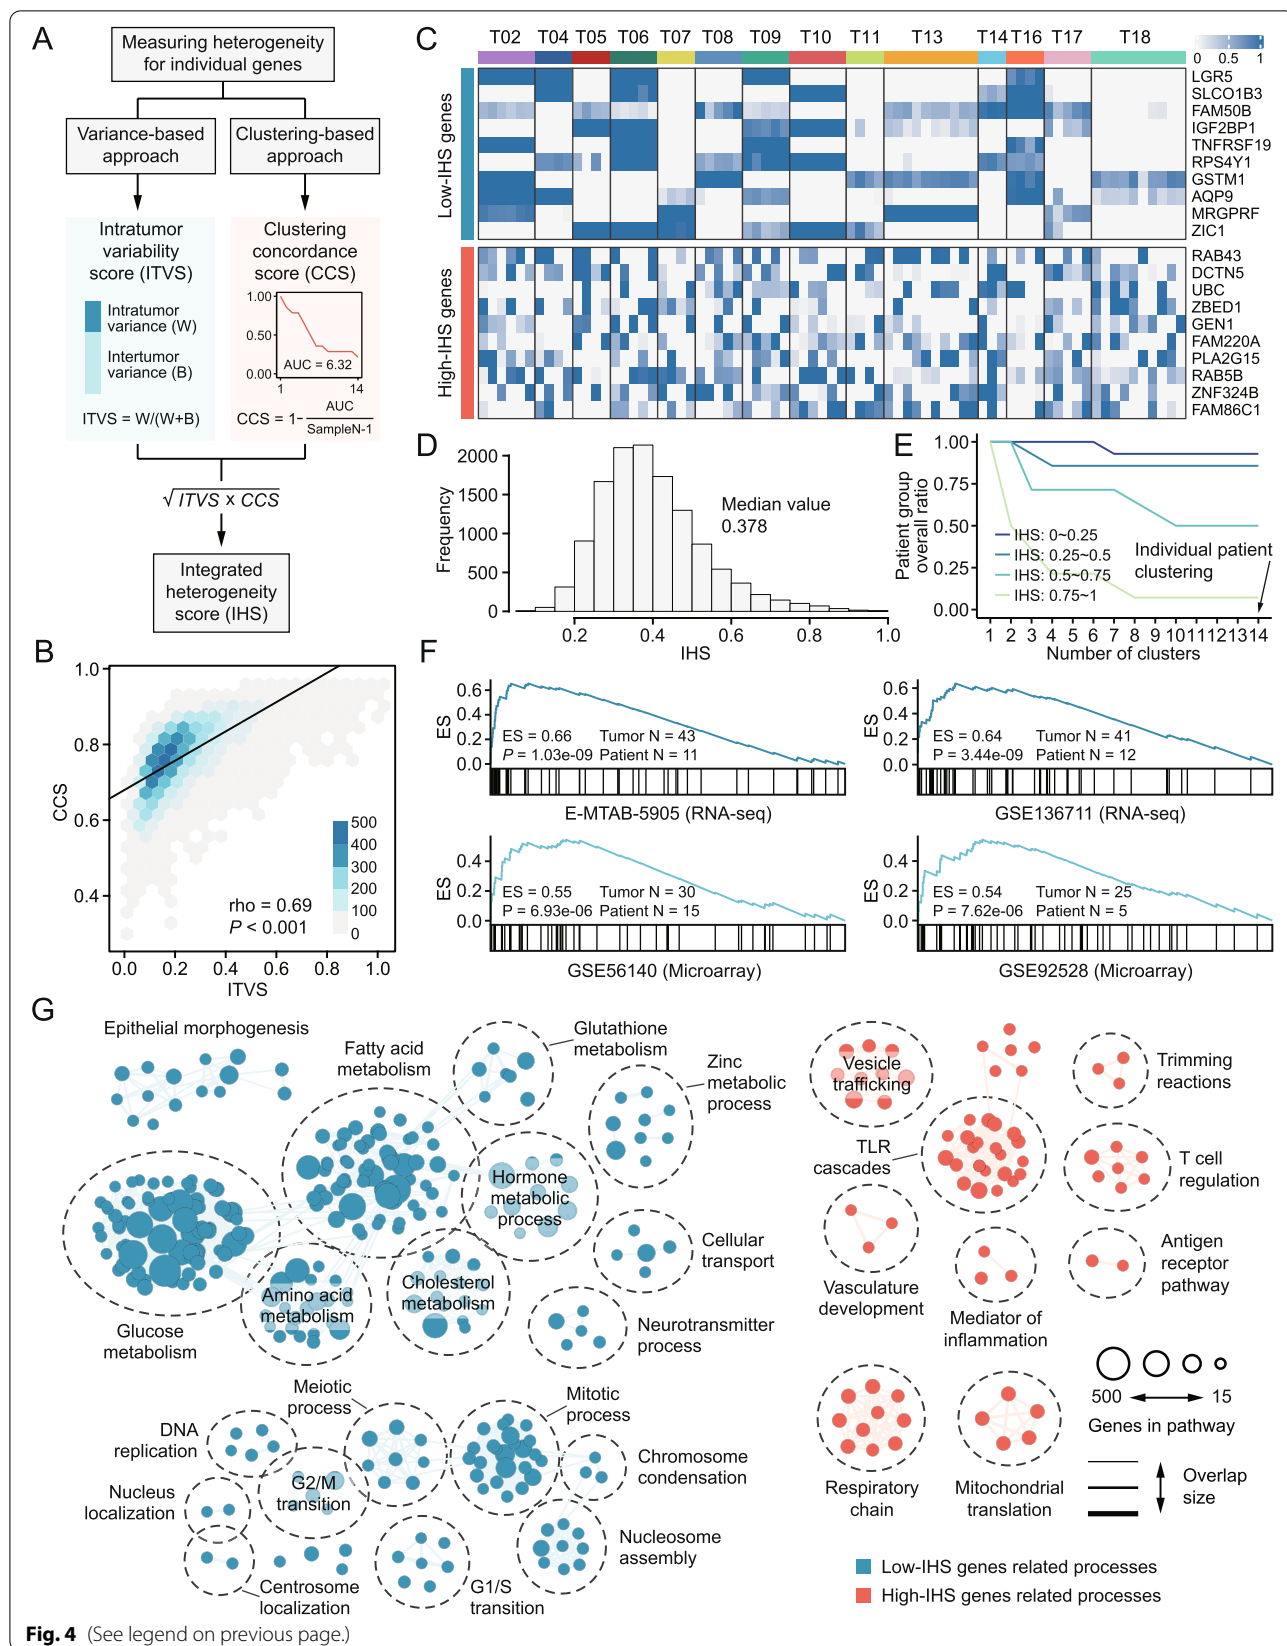 A
Measuring heterogeneity
for individual genes
Variance-based
approach
Clustering-based
approach
Intratumor
variability
score (ITVS)
Intratumor
variance (W)
Intertumor
variance (B)
ITVS = W/(W+B)
Clustering
concordance
score (CCS)
1.00
0.50
0.00
AUC = 6.32
1 14
CCS = 1- AUC
SampleN-1
√ITVS x CCS
Integrated
heterogeneity
score (IHS)
B
1.0
0.8
0.6
0.4
CCS
500
400
300
200
100
0
rho = 0.69
P < 0.001
0.0 0.2 0.4 0.6 0.8 1.0
ITVS
C
T02 T04 T05 T06 T07 T08 T09 T10 T11 T13 T14 T16 T17 T18
0 0.5 1
Low-IHS genes
LGR5
SLCO1B3
FAM50B
IGF2BP1
TNFRSF19
RPS4Y1
GSTM1
AQP9
MRGPRF
ZIC1
High-IHS genes
RAB43
DCTN5
UBC
ZBED1
GEN1
FAM220A
PLA2G15
RAB5B
ZNF324B
FAM86C1
D
2000
1500
1000
500
0
Frequency
Median value
0.378
0.2 0.4 0.6 0.8 1.0
IHS
E
1.00
0.75
0.50
0.25
0.00
Patient group
overall ratio
IHS: 0~0.25
IHS: 0.25~0.5
IHS: 0.5~0.75
IHS: 0.75~1
Individual patient
clustering
1 2 3 4 5 6 7 8 9 10 11 12 13 14
Number of clusters
F
0.6
0.4
0.2
0.0
ES
ES = 0.66 Tumor N = 43
P = 1.03e-09 Patient N = 11
E-MTAB-5905 (RNA-seq)
0.6
0.4
0.2
0.0
ES
ES = 0.64 Tumor N = 41
P = 3.44e-09 Patient N = 12
GSE136711 (RNA-seq)
0.4
0.2
0.0
ES
ES = 0.55 Tumor N = 30
P = 6.93e-06 Patient N = 15
GSE56140 (Microarray)
0.4
0.2
0.0
ES
ES = 0.54 Tumor N = 25
P = 7.62e-06 Patient N = 5
GSE92528 (Microarray)
G
Epithelial morphogenesis
Fatty acid
metabolism
Glutathione
metabolism
Zinc
metabolic
process
Hormone
metabolic
process
Cellular
transport
Glucose
metabolism
Amino acid
metabolism
Cholesterol
metabolism
Neurotransmitter
process
Meiotic
process
Mitotic
process
DNA
replication
G2/M
transition
Chromosome
condensation
Nucleus
localization
Nucleosome
assembly
Centrosome
localization
G1/S
transition
Vesicle
trafficking
Trimming
reactions
TLR
cascades
T cell
regulation
Vasculature
development
Mediator of
inflammation
Antigen
receptor
pathway
Respiratory
chain
Mitochondrial
translation
500 15
Genes in pathway
Overlap
size
Low-IHS genes related processes
High-IHS genes related processes
Fig. 4 (See legend on previous page.)